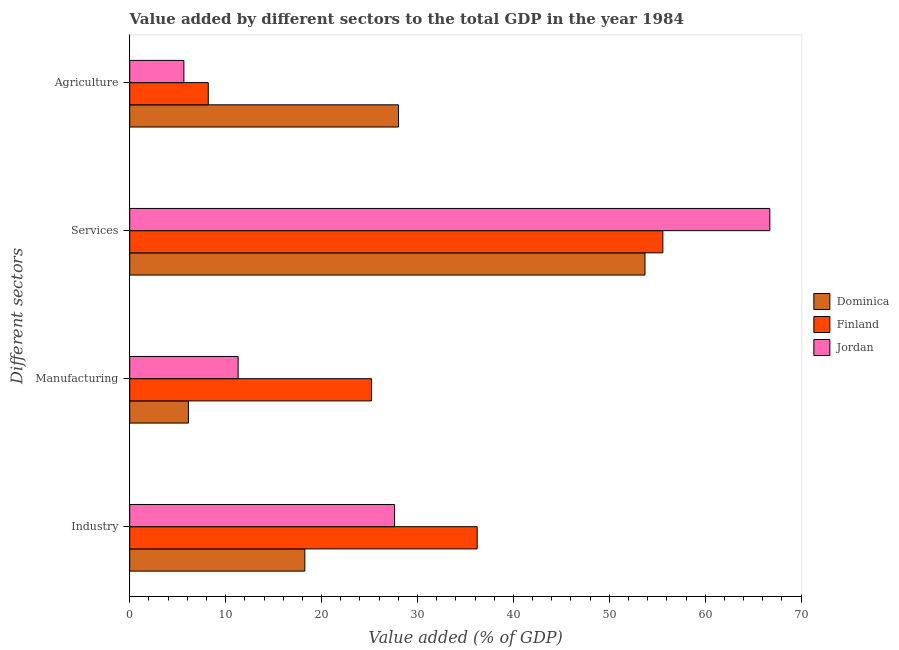 Value added by different sectors to the total GDP in the year 1984
Different sectors
Agriculture
Services
Manufacturing
Industry
0
10
20
30
40
50
60
70
Value added (% of GDP)
Dominica
Finland
Jordan